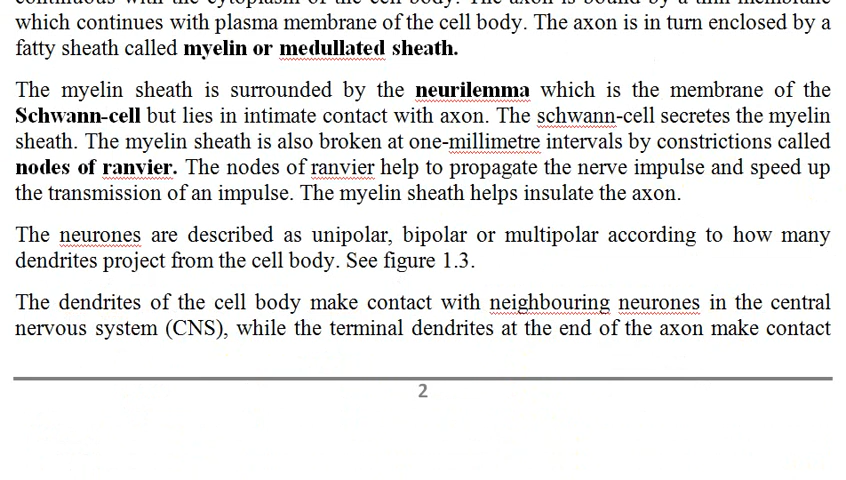 which continues with plasma membrane of the cell body. The axon is in turn enclosed by a
fatty sheath called myelin or medullated sheath.
The myelin sheath is surrounded by the neurilemma which is the membrane of the
Schwann-cell but lies in intimate contact with axon. The schwann-cell secretes the myelin
sheath. The myelin sheath is also broken at one-millimetre intervals by constrictions called
nodes of ranvier. The nodes of ranvier help to propagate the nerve impulse and speed up
the transmission of an impulse. The myelin sheath helps insulate the axon.
The neurones are described as unipolar, bipolar or multipolar according to how many
dendrites project from the cell body. See figure 1.3.
The dendrites of the cell body make contact with neighbouring neurones in the central
nervous system (CNS), while the terminal dendrites at the end of the axon make contact
2